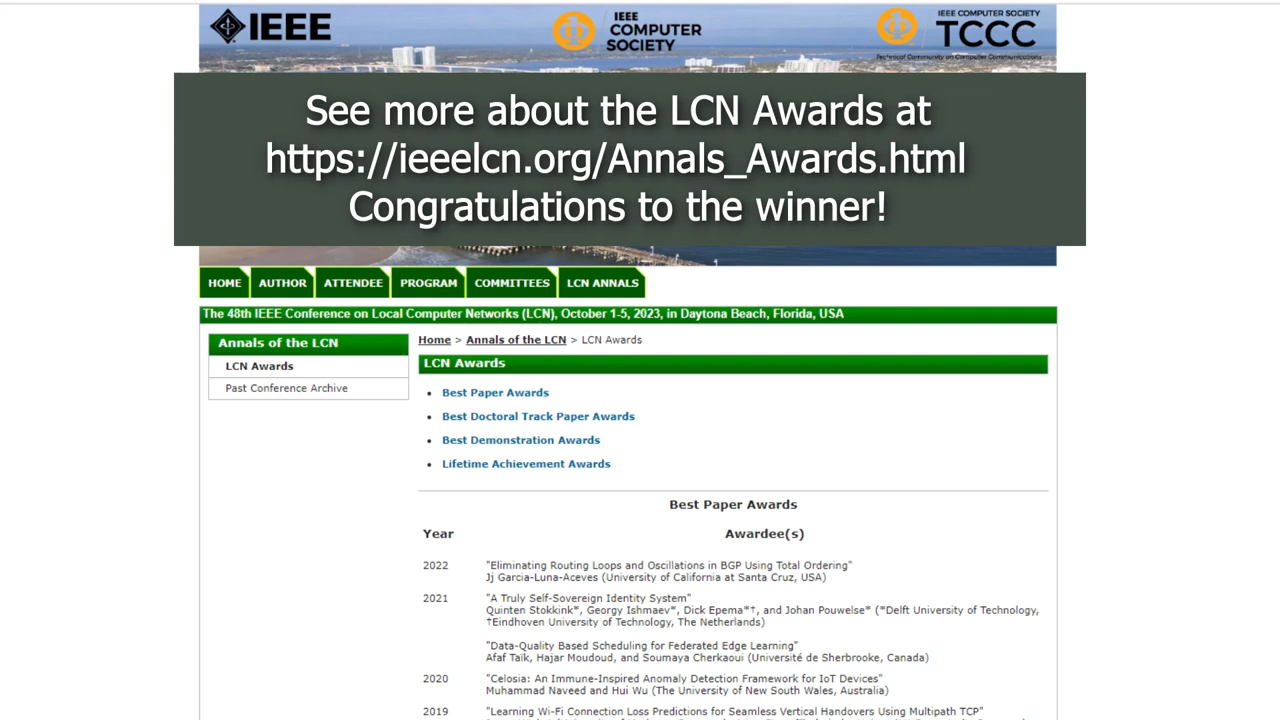 IEEE
IEEE
COMPUTER
SOCIETY
IEEE COMPUTER SOCIETY
TCCC
Technical Community on Computer Communications
See more about the LCN Awards at
https://ieeelcn.org/Annals_Awards.html
Congratulations to the winner!
HOME AUTHOR ATTENDEE PROGRAM COMMITTEES LCN ANNALS
The 48th IEEE Conference on Local Computer Networks (LCN), October 1-5, 2023, in Daytona Beach, Florida, USA
Annals of the LCN
LCN Awards
Past Conference Archive
Home > Annals of the LCN > LCN Awards
LCN Awards
• Best Paper Awards
• Best Doctoral Track Paper Awards
• Best Demonstration Awards
• Lifetime Achievement Awards
Best Paper Awards
Year Awardee(s)
2022 "Eliminating Routing Loops and Oscillations in BGP Using Total Ordering"
Jj Garcia-Luna-Aceves (University of California at Santa Cruz, USA)
2021 "A Truly Self-Sovereign Identity System"
Quinten Stokkink*, Georgy Ishmaev*, Dick Epema*†, and Johan Pouwelse* (*Delft University of Technology,
†Eindhoven University of Technology, The Netherlands)
"Data-Quality Based Scheduling for Federated Edge Learning"
Afaf Taïk, Hajar Moudoud, and Soumaya Cherkaoui (Université de Sherbrooke, Canada)
2020 "Celosia: An Immune-Inspired Anomaly Detection Framework for IoT Devices"
Muhammad Naveed and Hui Wu (The University of New South Wales, Australia)
2019 "Learning Wi-Fi Connection Loss Predictions for Seamless Vertical Handovers Using Multipath TCP"